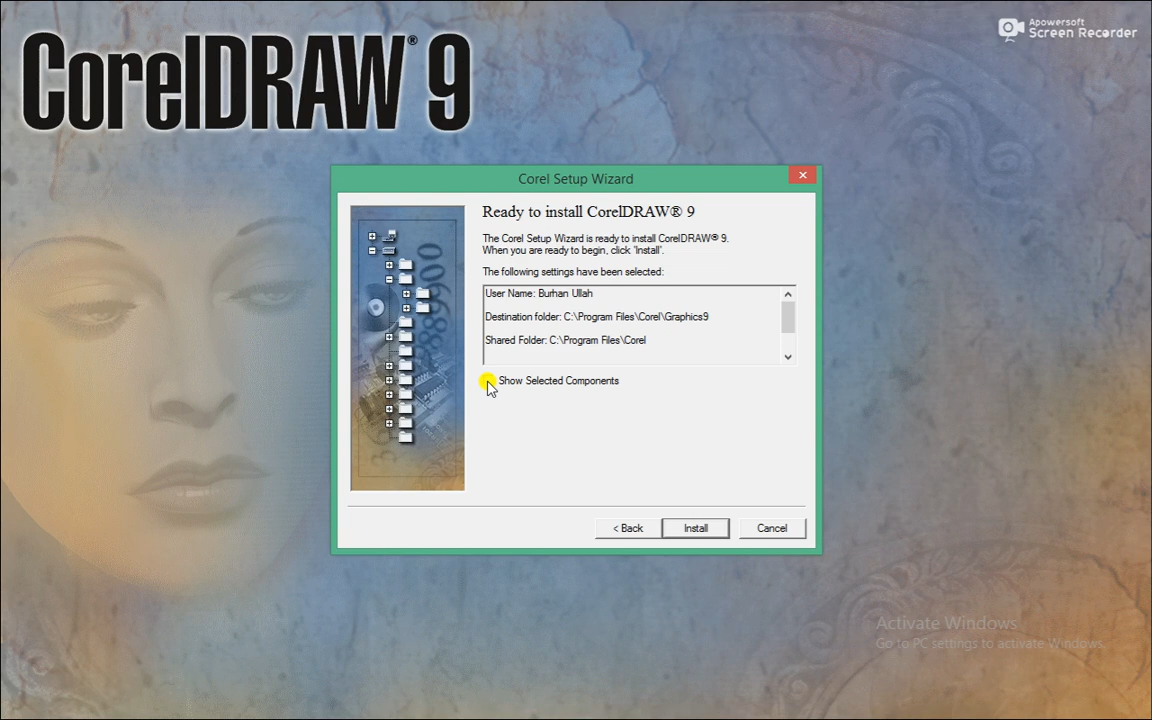 CorelDRAW® 9
Apowersoft
Screen Recorder
Corel Setup Wizard
Ready to install CorelDRAW® 9
The Corel Setup Wizard is ready to install CorelDRAW® 9.
When you are ready to begin, click 'Install'.
The following settings have been selected:
User Name: Burhan Ullah
Destination folder: C:\Program Files\Corel\Graphics9
Shared Folder: C:\Program Files\Corel
Show Selected Components
< Back
Install
Cancel
Activate Windows
Go to PC settings to activate Windows.